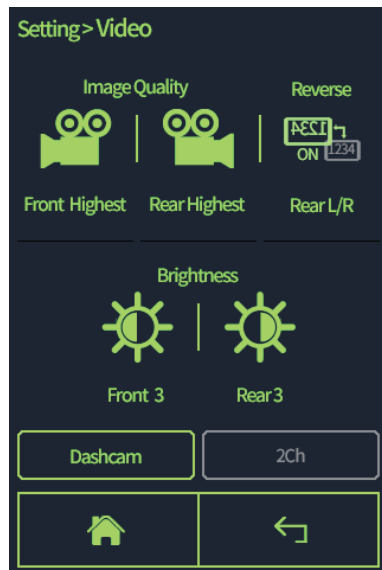 Setting>Video
Image Quality
Reverse
1234
ON 1234
Front Highest
Rear Highest
Rear L/R
Brightness
Front 3
Rear 3
Dashcam
2Ch